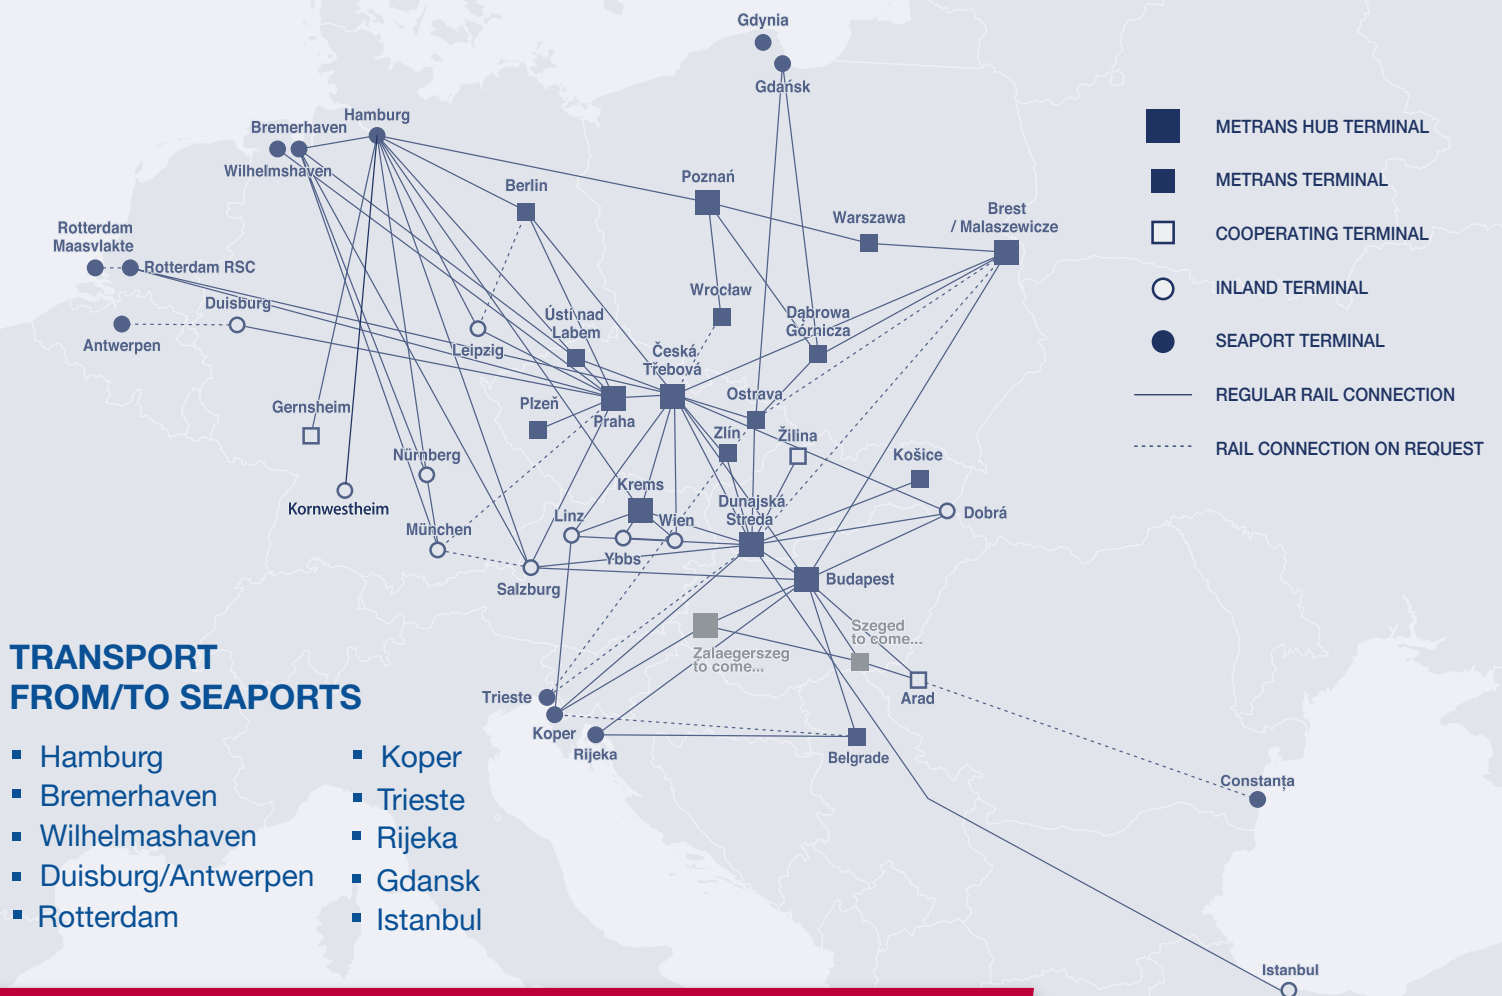 Gdynia
Gdańsk
Hamburg
Bremerhaven
Wilhelmshaven
Berlin
Poznań
Warszawa
Brest
/ Malaszewicze
Rotterdam
Maasvlakte
Rotterdam RSC
Duisburg
Antwerpen
Wrocław
Dąbrowa
Górnicza
Ústí nad
Labem
Leipzig
Česká
Třebová
Ostrava
Plzeň
Praha
Gernsheim
Zlín
Žilina
Nürnberg
Košice
Kornwestheim
Krems
Dunajská
Streda
Linz
Wien
Dobrá
München
Ybbs
Salzburg
Budapest
Szeged
to come...
Zalaegerszeg
to come...
Trieste
Arad
Koper
Rijeka
Belgrade
Constanța
Istanbul
METRANS HUB TERMINAL
METRANS TERMINAL
COOPERATING TERMINAL
INLAND TERMINAL
SEAPORT TERMINAL
REGULAR RAIL CONNECTION
RAIL CONNECTION ON REQUEST
TRANSPORT
FROM/TO SEAPORTS
Hamburg
Bremerhaven
Wilhelmashaven
Duisburg/Antwerpen
Rotterdam
Koper
Trieste
Rijeka
Gdansk
Istanbul